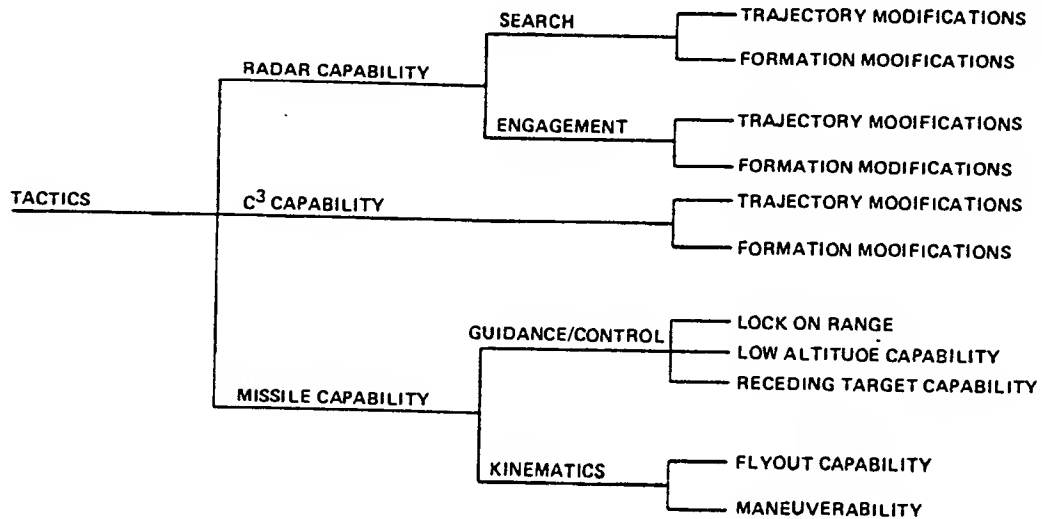 SEARCH
TRAJECTORY MODIFICATIONS
FORMATION MOOIFICATIONS
RADAR CAPABILITY
ENGAGEMENT
TRAJECTORY MOOIFICATIONS
FORMATION MODIFICATIONS
TACTICS
C³ CAPABILITY
TRAJECTORY MOOIFICATIONS
FORMATION MOOIFICATIONS
GUIDANCE/CONTROL
LOCK ON RANGE
LOW ALTITUOE CAPABILITY
RECEDING TARGET CAPABILITY
MISSILE CAPABILITY
KINEMATICS
FLYOUT CAPABILITY
MANEUVERABILITY